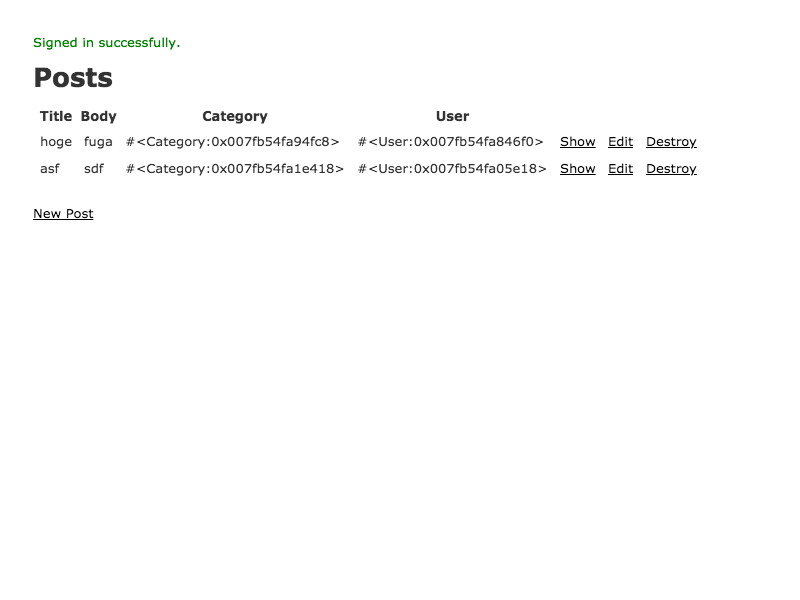 Signed in successfully.
Posts
Title Body Category User
hoge fuga #<Category:0x007fb54fa94fc8> #<User:0x007fb54fa846f0> Show Edit Destroy
asf sdf #<Category:0x007fb54fa1e418> #<User:0x007fb54fa05e18> Show Edit Destroy
New Post